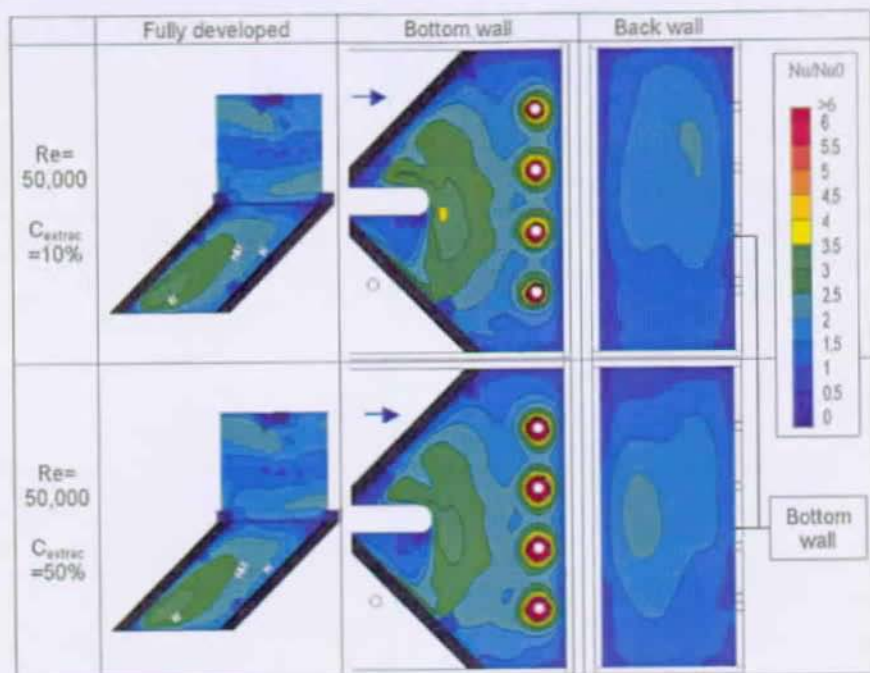 Fully developed
Bottom wall
Back wall
Re=
50,000
C extrac
=10%
Nu/Nu0
>6
6
5.5
5
4.5
4
3.5
3
2.5
2
1.5
1
0.5
0
Re=
50,000
C extrac
=50%
Bottom
wall